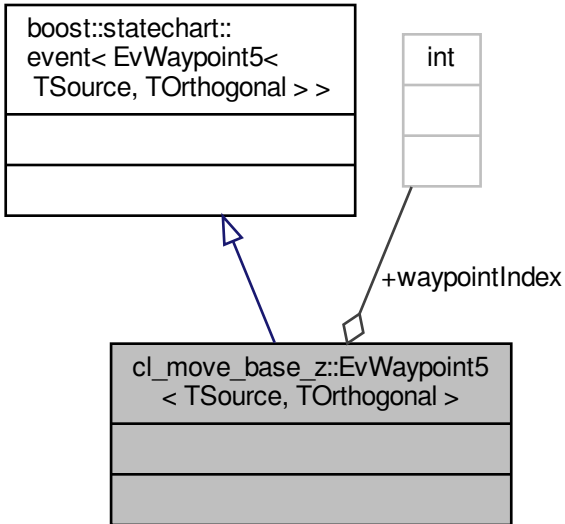 boost::statechart::
event< EvWaypoint5<
TSource, TOrthogonal > >
int
+waypointIndex
cl_move_base_z::EvWaypoint5
< TSource, TOrthogonal >